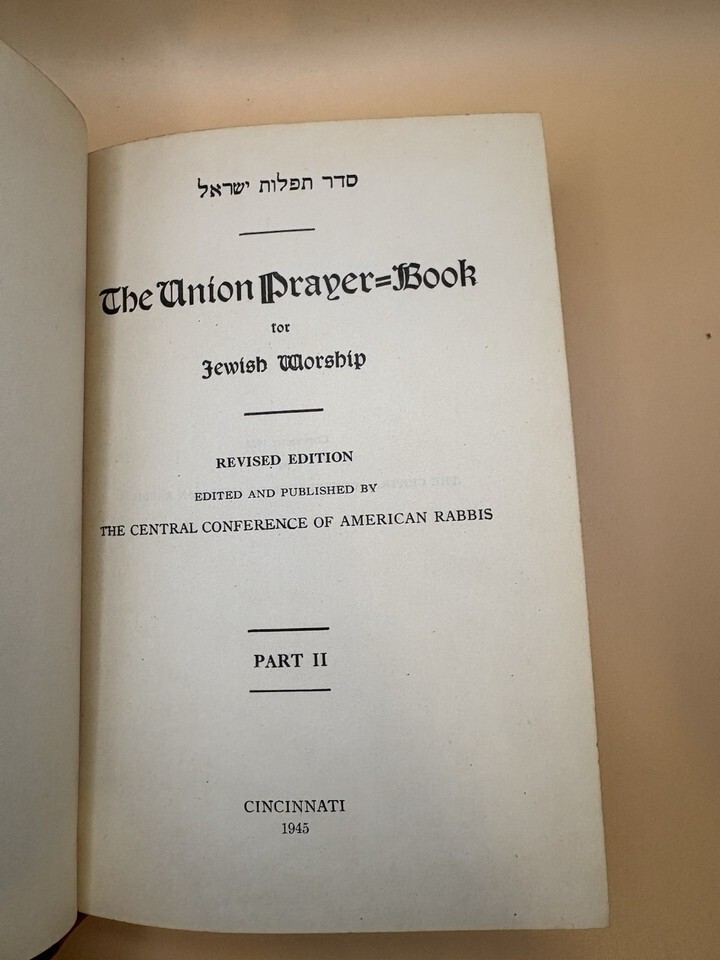 סדר תפלות ישראל
The Union Prayer=Book
for
Jewish Worship
REVISED EDITION
EDITED AND PUBLISHED BY
THE CENTRAL CONFERENCE OF AMERICAN RABBIS
PART II
CINCINNATI
1945